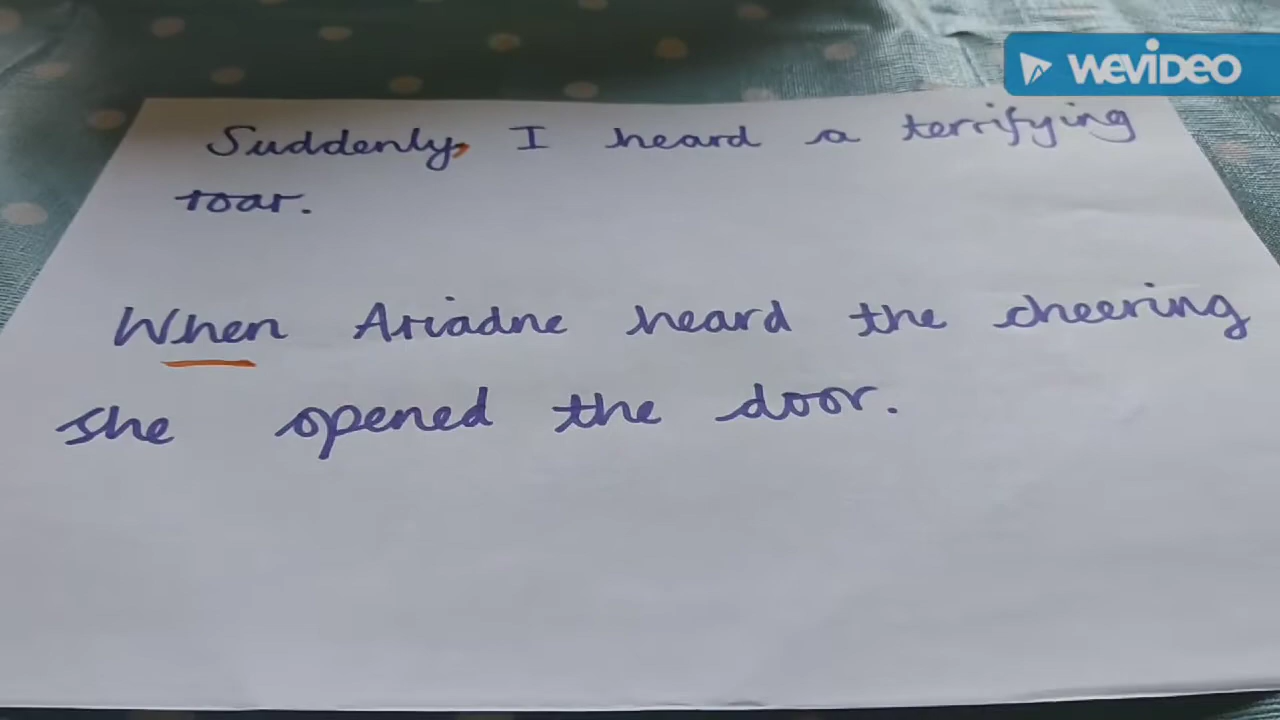 WEVIDEO
Suddenly, I heard a terrifying
roar.
When Ariadne heard the cheering
she opened the door.